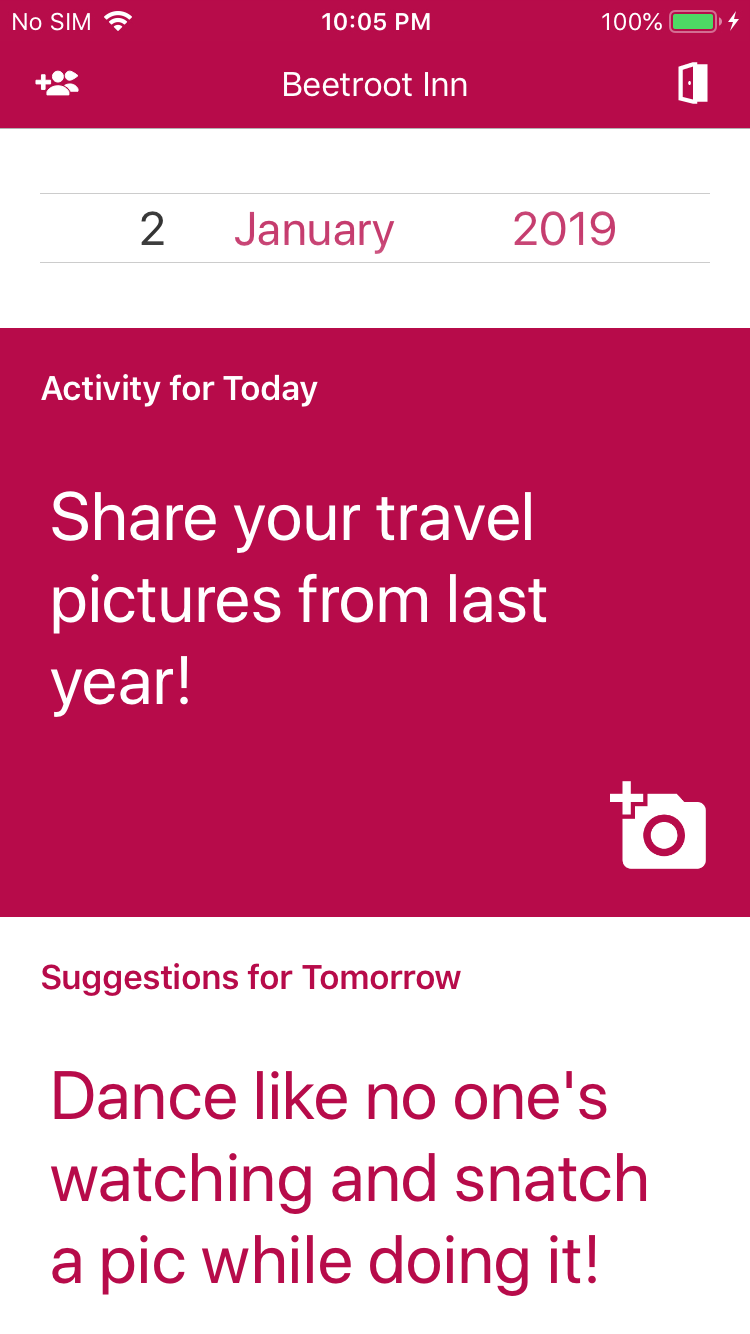 No SIM 10:05 PM 100%
Beetroot Inn
2 January 2019
Activity for Today
Share your travel
pictures from last
year!
Suggestions for Tomorrow
Dance like no one's
watching and snatch
a pic while doing it!